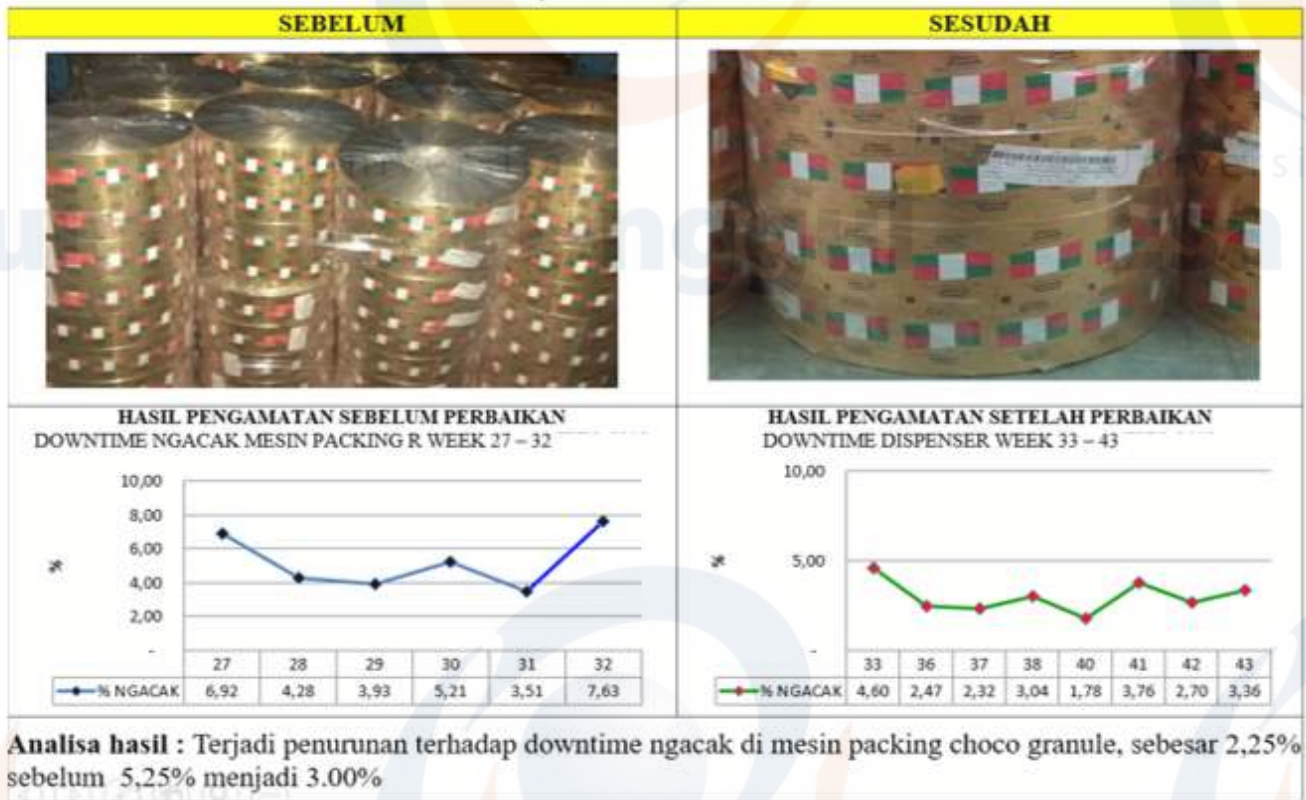 SEBELUM
SESUDAH
HASIL PENGAMATAN SEBELUM PERBAIKAN
DOWNTIME NGACAK MESIN PACKING R WEEK 27 – 32
10,00
8,00
6,00
4,00
2,00
-
%
27 28 29 30 31 32
% NGACAK 6,92 4,28 3,93 5,21 3,51 7,63
HASIL PENGAMATAN SETELAH PERBAIKAN
DOWNTIME DISPENSER WEEK 33 – 43
10,00
5,00
-
%
33 36 37 38 40 41 42 43
% NGACAK 4,60 2,47 2,32 3,04 1,78 3,76 2,70 3,36
Analisa hasil : Terjadi penurunan terhadap downtime ngacak di mesin packing choco granule, sebesar 2,25%
sebelum 5,25% menjadi 3.00%